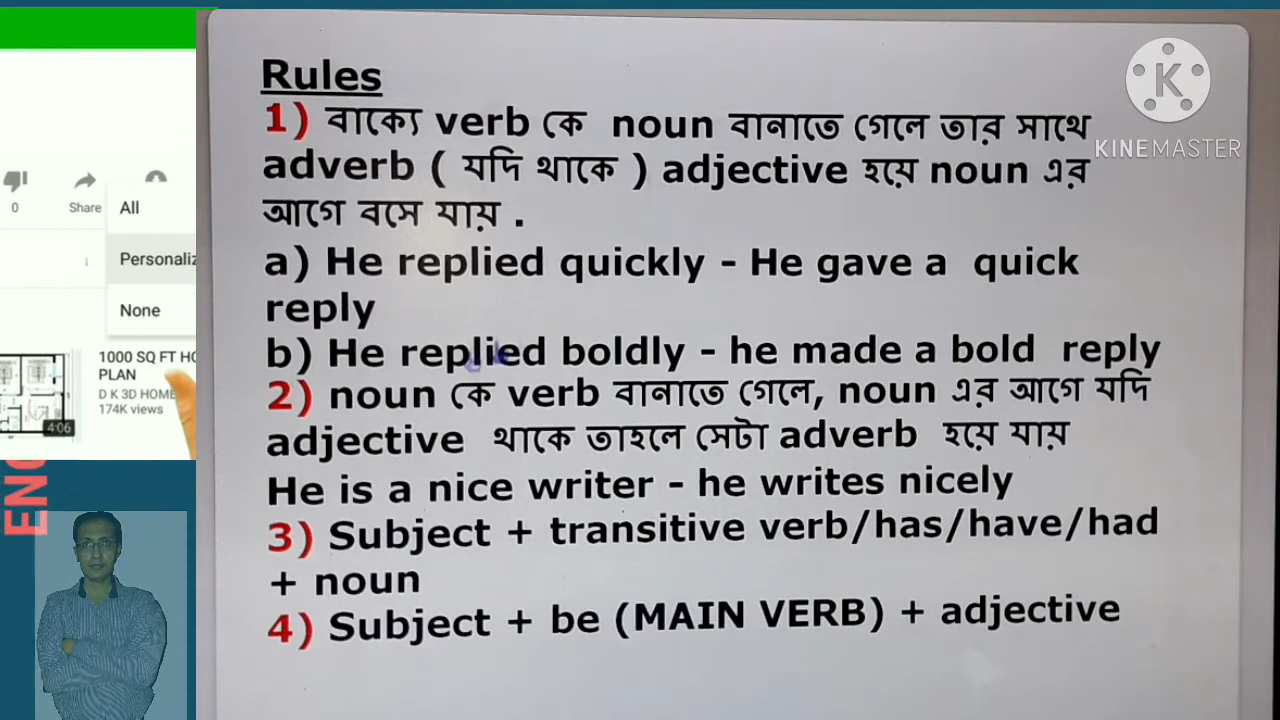 Rules
1) বাক্যে verb কে noun বানাতে গেলে তার সাথে
adverb ( যদি থাকে ) adjective হয়ে noun এর
আগে বসে যায় .
a) He replied quickly - He gave a quick
reply
b) He replied boldly - he made a bold reply
2) noun কে verb বানাতে গেলে, noun এর আগে যদি
adjective থাকে তাহলে সেটা adverb হয়ে যায়
He is a nice writer - he writes nicely
3) Subject + transitive verb/has/have/had
+ noun
4) Subject + be (MAIN VERB) + adjective
K
KINEMASTER
0
Share
All
Personaliz
None
1000 SQ FT HO
PLAN
D K 3D HOME
174K views
4:06
ENG